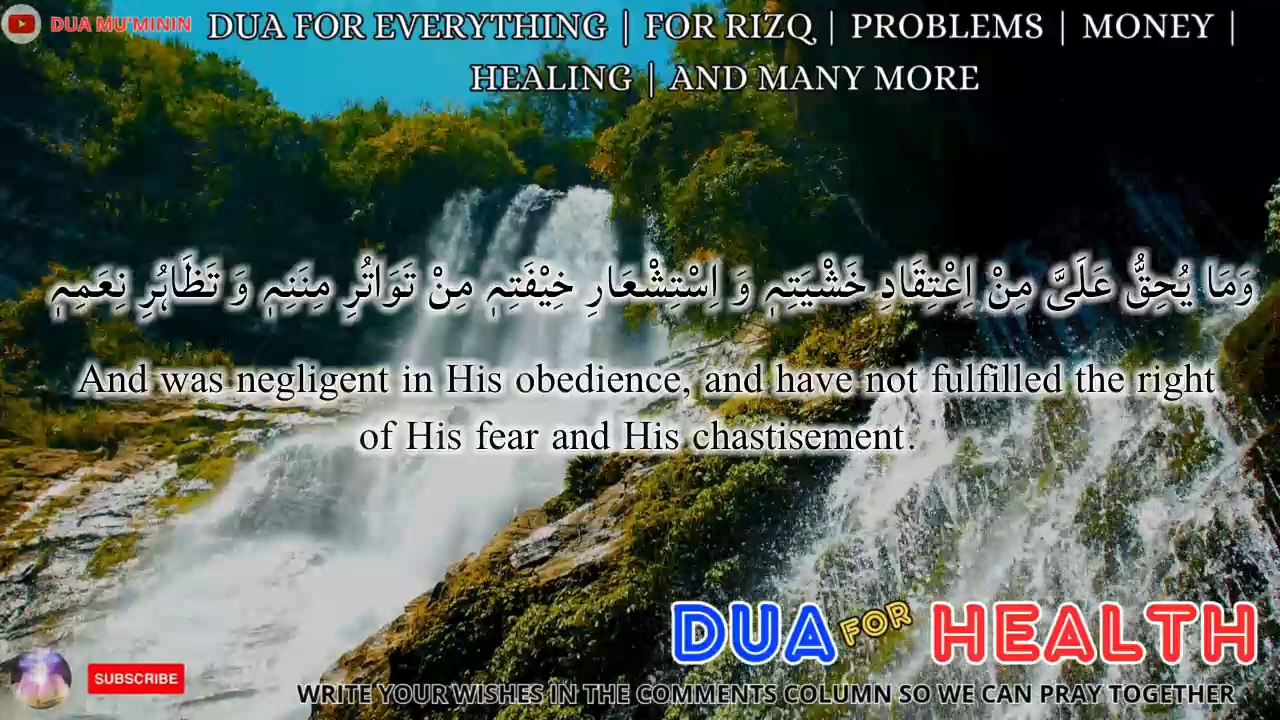 DUA MU'MININ
DUA FOR EVERYTHING | FOR RIZQ | PROBLEMS | MONEY |
HEALING | AND MANY MORE
وَمَا يُحِقُّ عَلَىَّ مِنْ اِعْتِقَادِ خَشْيَتِہٖ وَ اِسْتِشْعَارِ خِيْفَتِہٖ مِنْ تَوَاتُرِ مِنَنِہٖ وَ تَظَاہُرِ نِعَمِہٖ
And was negligent in His obedience, and have not fulfilled the right
of His fear and His chastisement.
DUA FOR HEALTH
SUBSCRIBE
WRITE YOUR WISHES IN THE COMMENTS COLUMN SO WE CAN PRAY TOGETHER